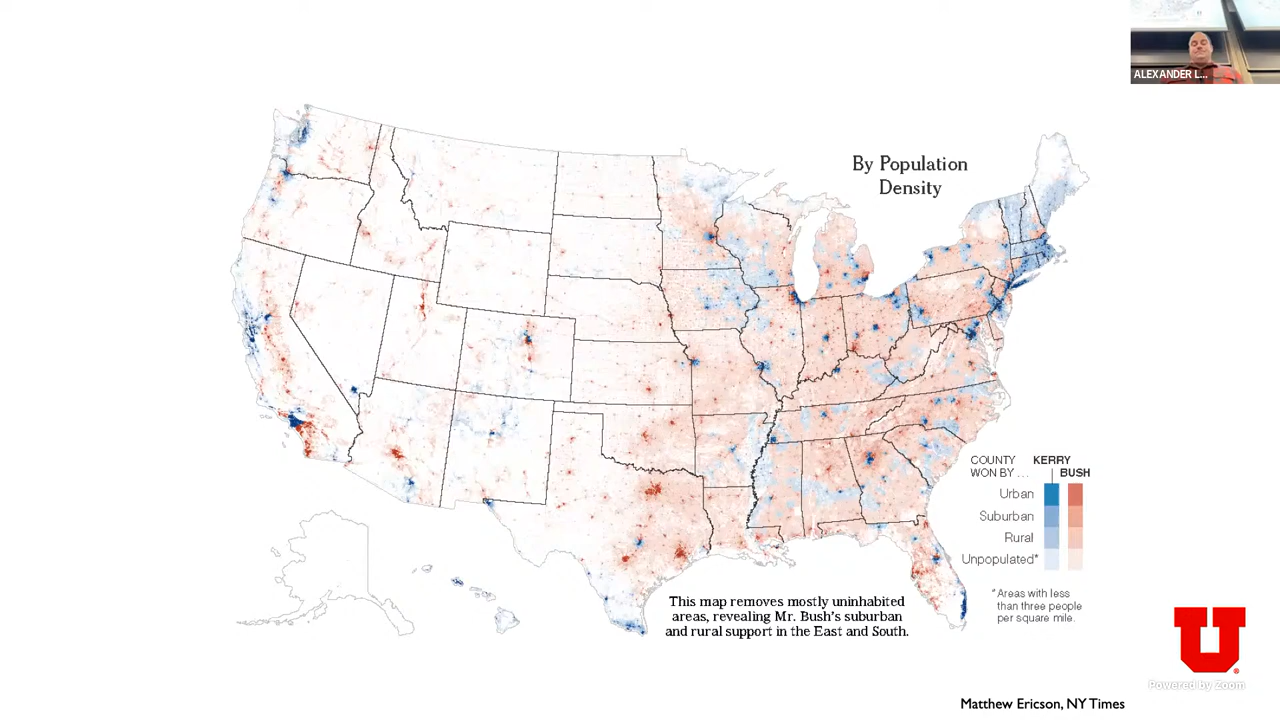 ALEXANDER L...
By Population
Density
COUNTY
WON BY ...
KERRY
BUSH
Urban
Suburban
Rural
Unpopulated*
*Areas with less
than three people
per square mile.
This map removes mostly uninhabited
areas, revealing Mr. Bush's suburban
and rural support in the East and South.
U
®
Powered by Zoom
Matthew Ericson, NY Times